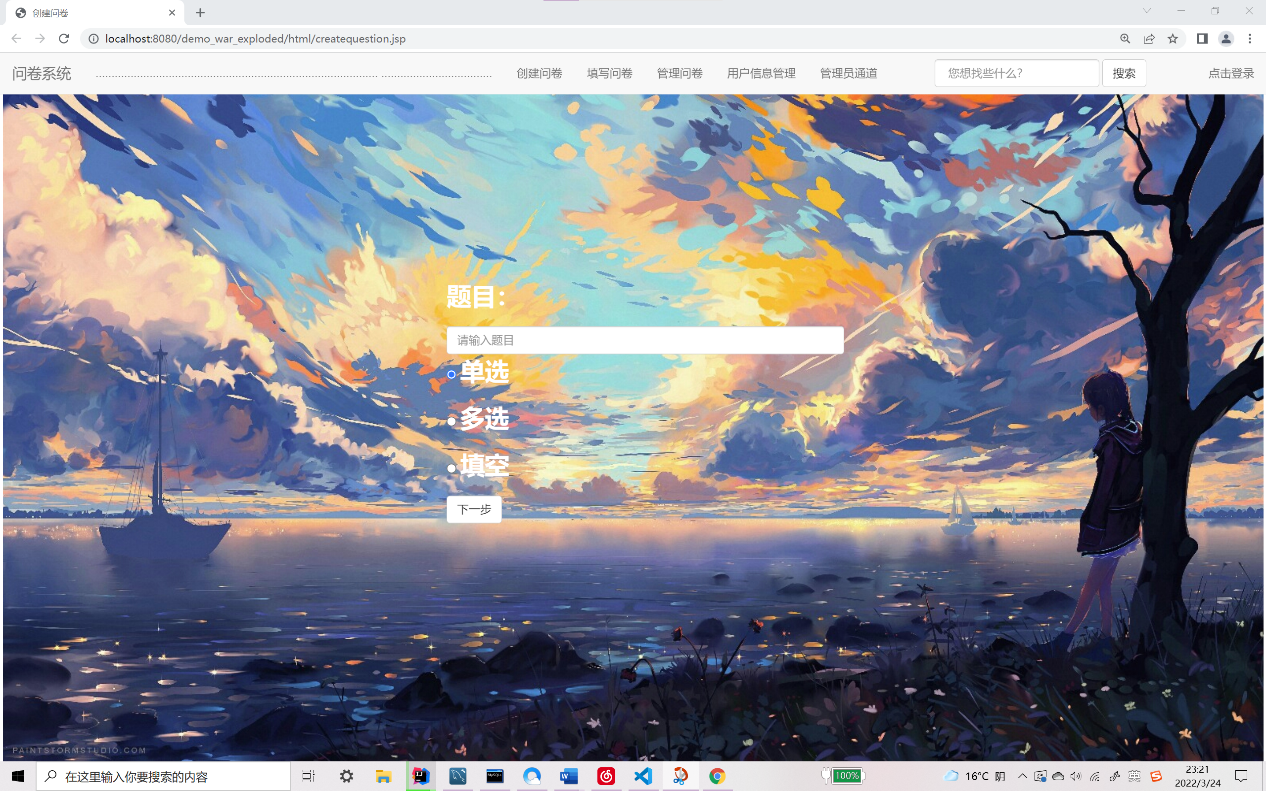 创建问卷
localhost:8080/demo_war_exploded/html/createquestion.jsp
问卷系统 创建问卷 填写问卷 管理问卷 用户信息管理 管理员通道 您想找些什么? 搜索 点击登录
题目:
请输入题目
单选
多选
填空
下一步
PAINTSTORMSTUDIO.COM
在这里输入你要搜索的内容
100%
16°C 阴
23:21
2022/3/24